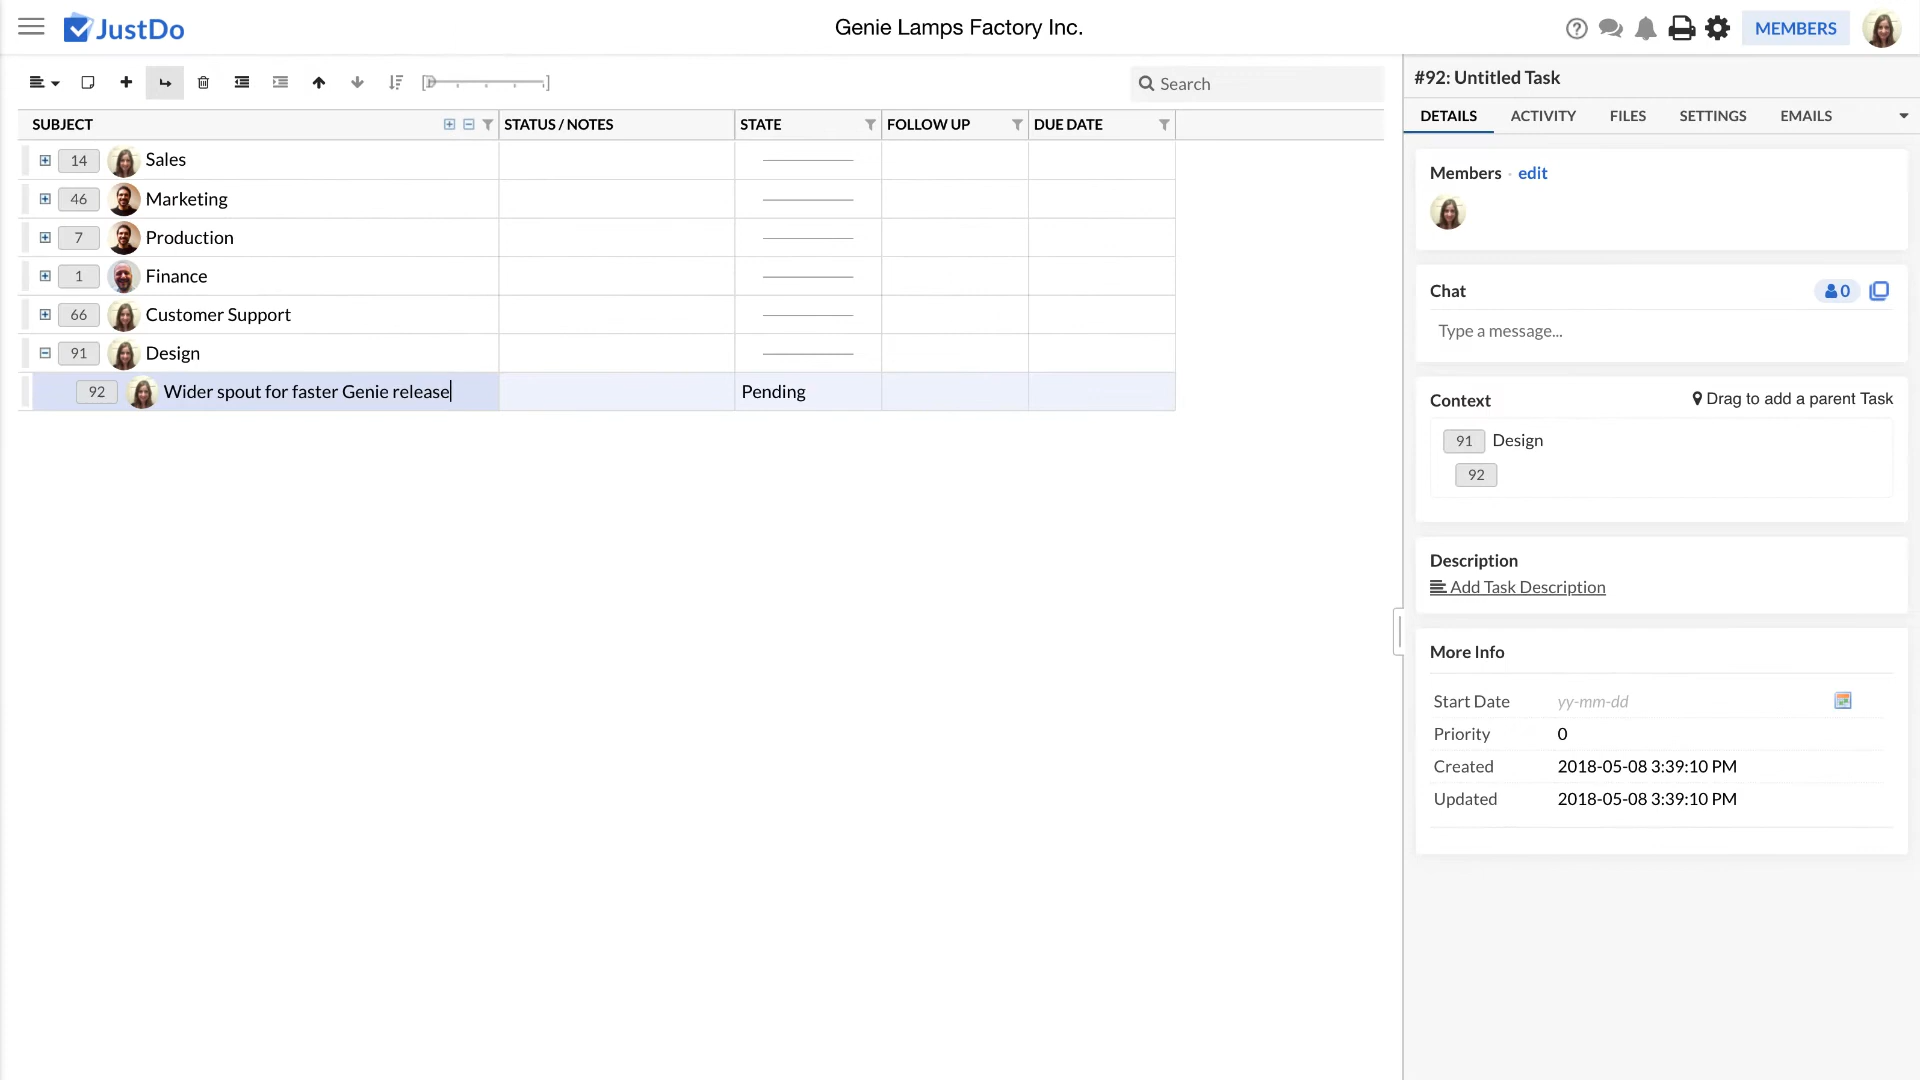 JustDo
Genie Lamps Factory Inc.
MEMBERS
Search
SUBJECT
STATUS / NOTES
STATE
FOLLOW UP
DUE DATE
14 Sales
46 Marketing
7 Production
1 Finance
66 Customer Support
91 Design
92 Wider spout for faster Genie release
Pending
#92: Untitled Task
DETAILS
ACTIVITY
FILES
SETTINGS
EMAILS
Members · edit
Chat
0
Type a message...
Context
Drag to add a parent Task
91 Design
92
Description
Add Task Description
More Info
Start Date yy-mm-dd
Priority 0
Created 2018-05-08 3:39:10 PM
Updated 2018-05-08 3:39:10 PM